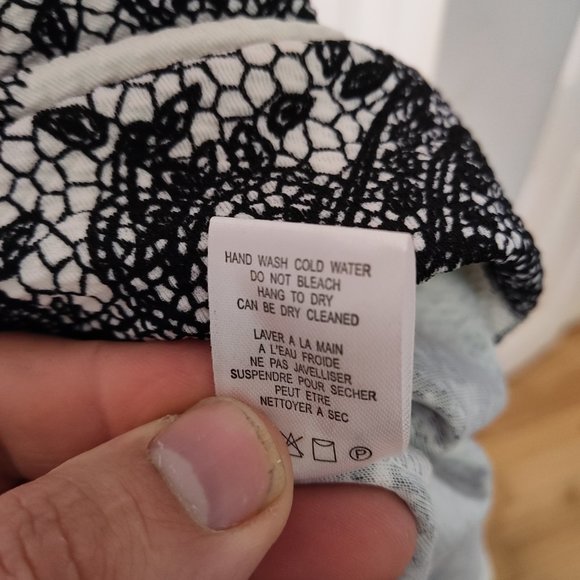 HAND WASH COLD WATER
DO NOT BLEACH
HANG TO DRY
CAN BE DRY CLEANED
LAVER A LA MAIN
A L'EAU FROIDE
NE PAS JAVELLISER
SUSPENDRE POUR SECHER
PEUT ETRE
NETTOYER A SEC
P